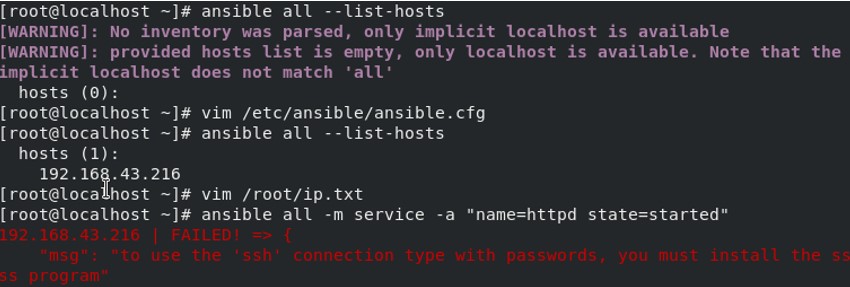 [root@localhost ~]# ansible all --list-hosts
[WARNING]: No inventory was parsed, only implicit localhost is available
[WARNING]: provided hosts list is empty, only localhost is available. Note that the
implicit localhost does not match 'all'
  hosts (0):
[root@localhost ~]# vim /etc/ansible/ansible.cfg
[root@localhost ~]# ansible all --list-hosts
  hosts (1):
    192.168.43.216
[root@localhost ~]# vim /root/ip.txt
[root@localhost ~]# ansible all -m service -a "name=httpd state=started"
192.168.43.216 | FAILED! => {
    "msg": "to use the 'ssh' connection type with passwords, you must install the ss
ss program"